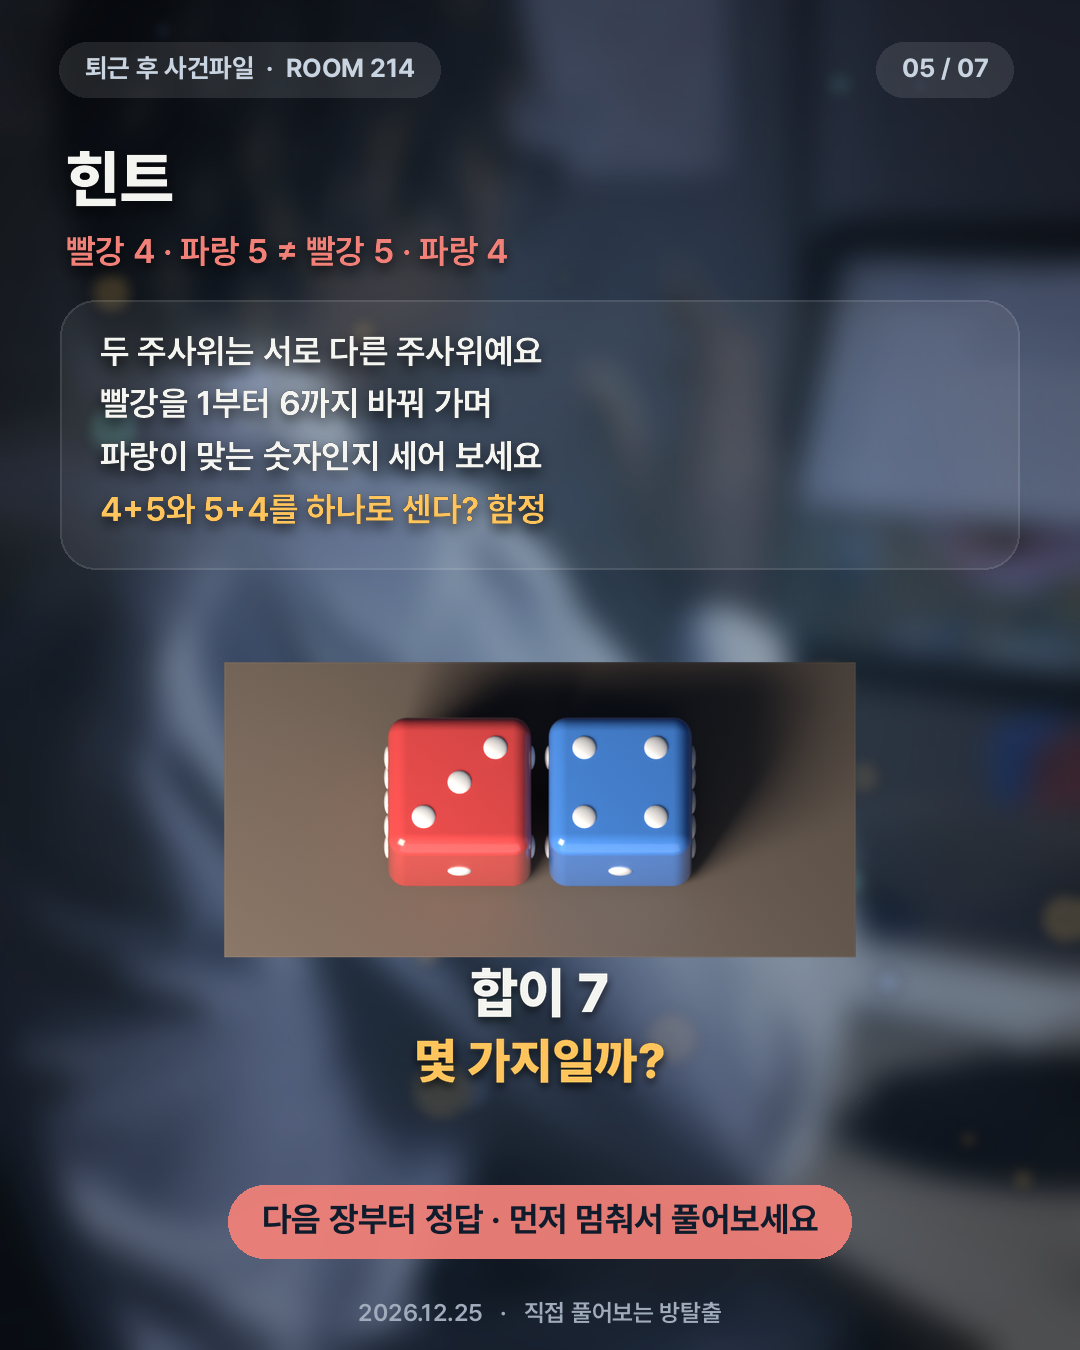 퇴근 후 사건파일 · ROOM 214
05 / 07
힌트
빨강 4 · 파랑 5 ≠ 빨강 5 · 파랑 4
두 주사위는 서로 다른 주사위예요
빨강을 1부터 6까지 바꿔 가며
파랑이 맞는 숫자인지 세어 보세요
4+5와 5+4를 하나로 센다? 함정
합이 7
몇 가지일까?
다음 장부터 정답 · 먼저 멈춰서 풀어보세요
2026.12.25 · 직접 풀어보는 방탈출